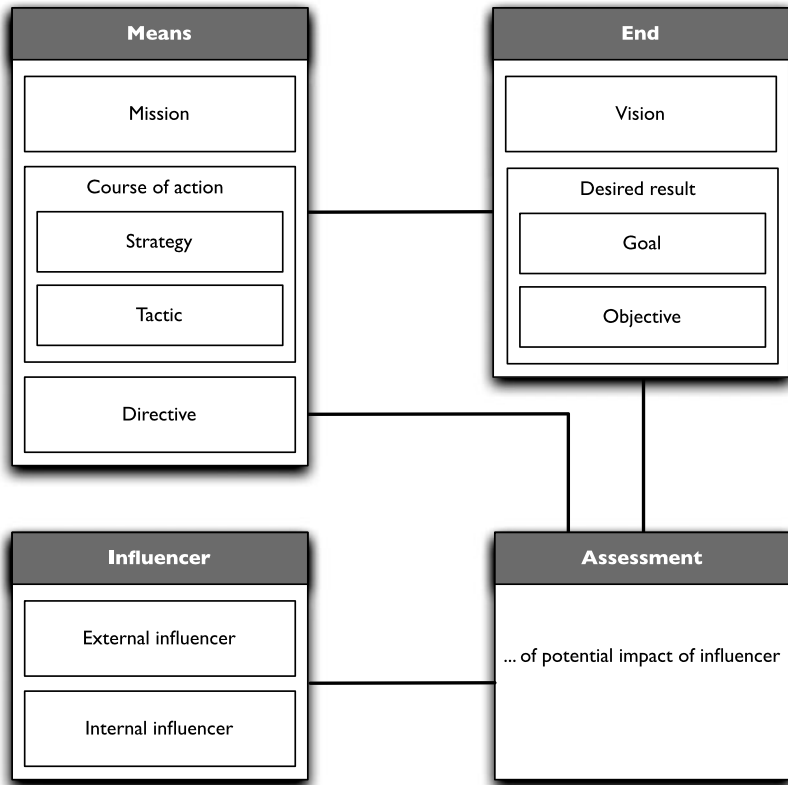 Means
Mission
Course of action
Strategy
Tactic
Directive
End
Vision
Desired result
Goal
Objective
Influencer
External influencer
Internal influencer
Assessment
... of potential impact of influencer